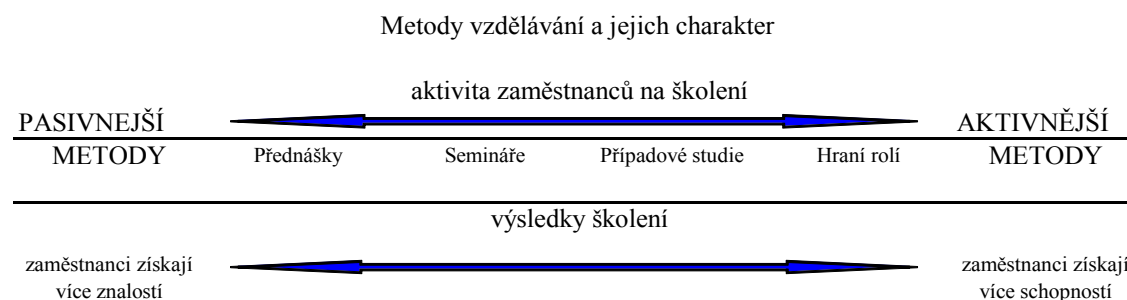 Metody vzdělávání a jejich charakter
aktivita zaměstnanců na školení
PASIVNEJŠÍ AKTIVNĚJŠÍ
METODY Přednášky Semináře Případové studie Hraní rolí METODY
výsledky školení
zaměstnanci získají zaměstnanci získají
více znalostí více schopností